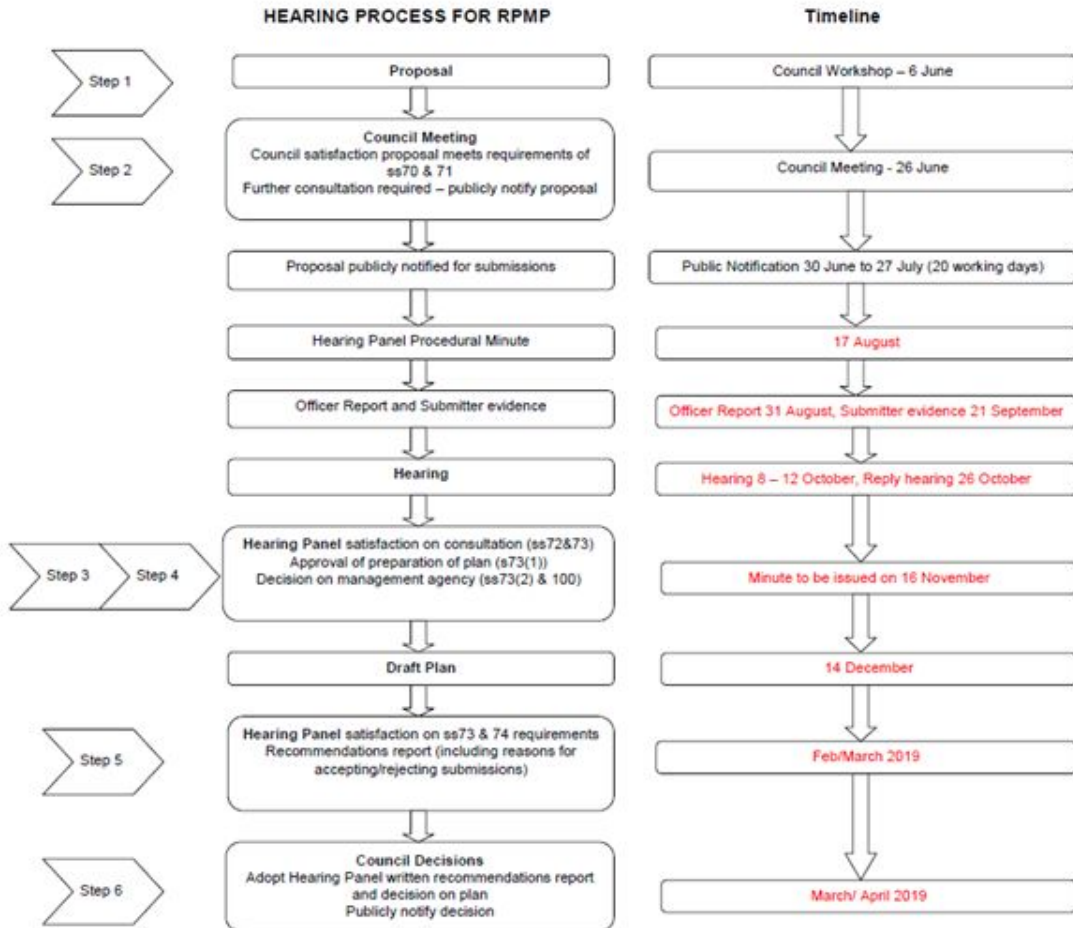 HEARING PROCESS FOR RPMP
Timeline
Step 1
Proposal
Council Workshop – 6 June
Step 2
Council Meeting
Council satisfaction proposal meets requirements of
ss70 & 71
Further consultation required – publicly notify proposal
Council Meeting - 26 June
Proposal publicly notified for submissions
Public Notification 30 June to 27 July (20 working days)
Hearing Panel Procedural Minute
17 August
Officer Report and Submitter evidence
Officer Report 31 August, Submitter evidence 21 September
Hearing
Hearing 8 – 12 October, Reply hearing 26 October
Step 3
Step 4
Hearing Panel satisfaction on consultation (ss72&73)
Approval of preparation of plan (s73(1))
Decision on management agency (ss73(2) & 100)
Minute to be issued on 16 November
Draft Plan
14 December
Step 5
Hearing Panel satisfaction on ss73 & 74 requirements
Recommendations report (including reasons for
accepting/rejecting submissions)
Feb/March 2019
Step 6
Council Decisions
Adopt Hearing Panel written recommendations report
and decision on plan
Publicly notify decision
March/ April 2019